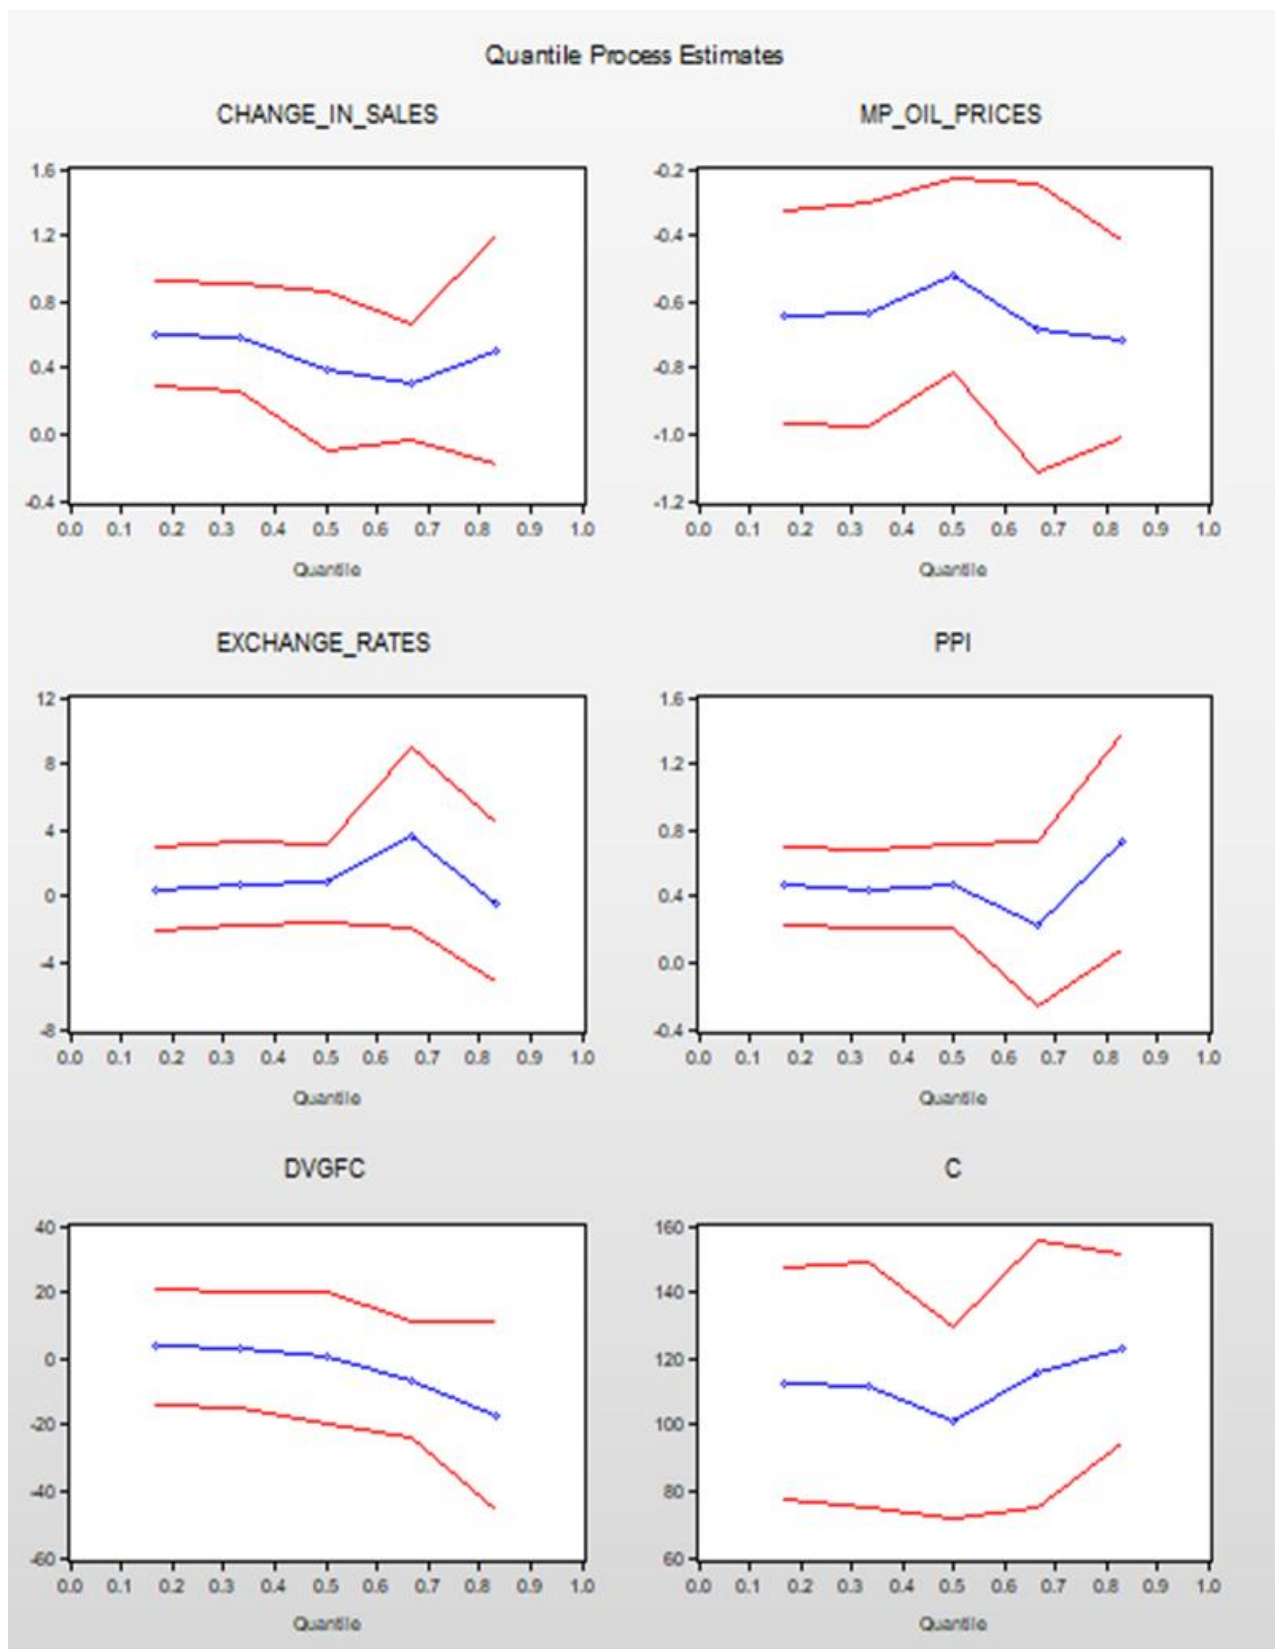 Quantile Process Estimates
CHANGE_IN_SALES
1.6
1.2
0.8
0.4
0.0
-0.4
0.0 0.1 0.2 0.3 0.4 0.5 0.6 0.7 0.8 0.9 1.0
Quantile
MP_OIL_PRICES
-0.2
-0.4
-0.6
-0.8
-1.0
-1.2
0.0 0.1 0.2 0.3 0.4 0.5 0.6 0.7 0.8 0.9 1.0
Quantile
EXCHANGE_RATES
12
8
4
0
-4
-8
0.0 0.1 0.2 0.3 0.4 0.5 0.6 0.7 0.8 0.9 1.0
Quantile
PPI
1.6
1.2
0.8
0.4
0.0
-0.4
0.0 0.1 0.2 0.3 0.4 0.5 0.6 0.7 0.8 0.9 1.0
Quantile
DVGFC
40
20
0
-20
-40
-60
0.0 0.1 0.2 0.3 0.4 0.5 0.6 0.7 0.8 0.9 1.0
Quantile
C
160
140
120
100
80
60
0.0 0.1 0.2 0.3 0.4 0.5 0.6 0.7 0.8 0.9 1.0
Quantile